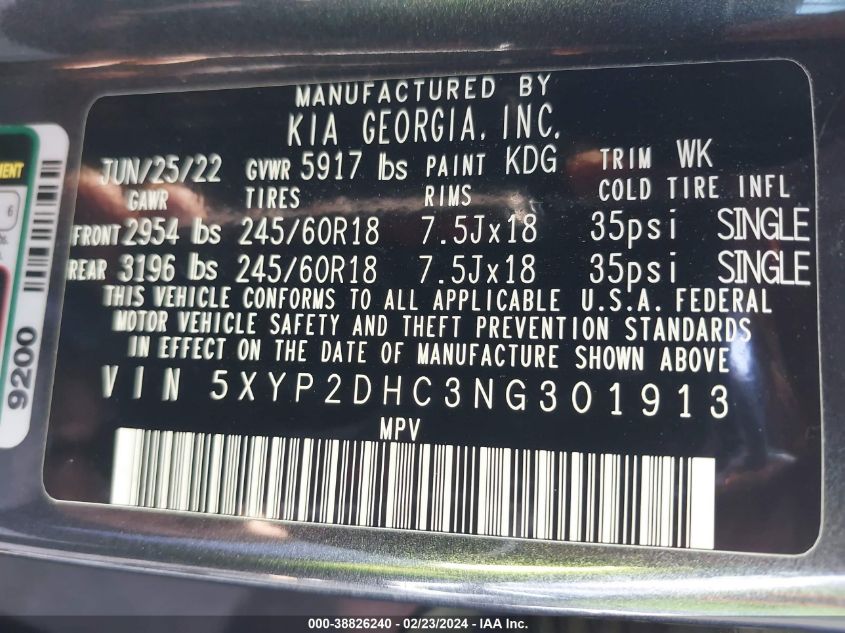 MANUFACTURED BY
KIA GEORGIA, INC.
JUN/25/22 GVWR 5917 lbs PAINT KDG TRIM WK
GAWR TIRES RIMS COLD TIRE INFL
FRONT 2954 lbs 245/60R18 7.5Jx18 35psi SINGLE
REAR 3196 lbs 245/60R18 7.5Jx18 35psi SINGLE
THIS VEHICLE CONFORMS TO ALL APPLICABLE U.S.A. FEDERAL
MOTOR VEHICLE SAFETY AND THEFT PREVENTION STANDARDS
IN EFFECT ON THE DATE OF MANUFACTURE SHOWN ABOVE
VIN 5XYP2DHC3NG301913
MPV
6
9200
000-38826240 - 02/23/2024 - IAA Inc.